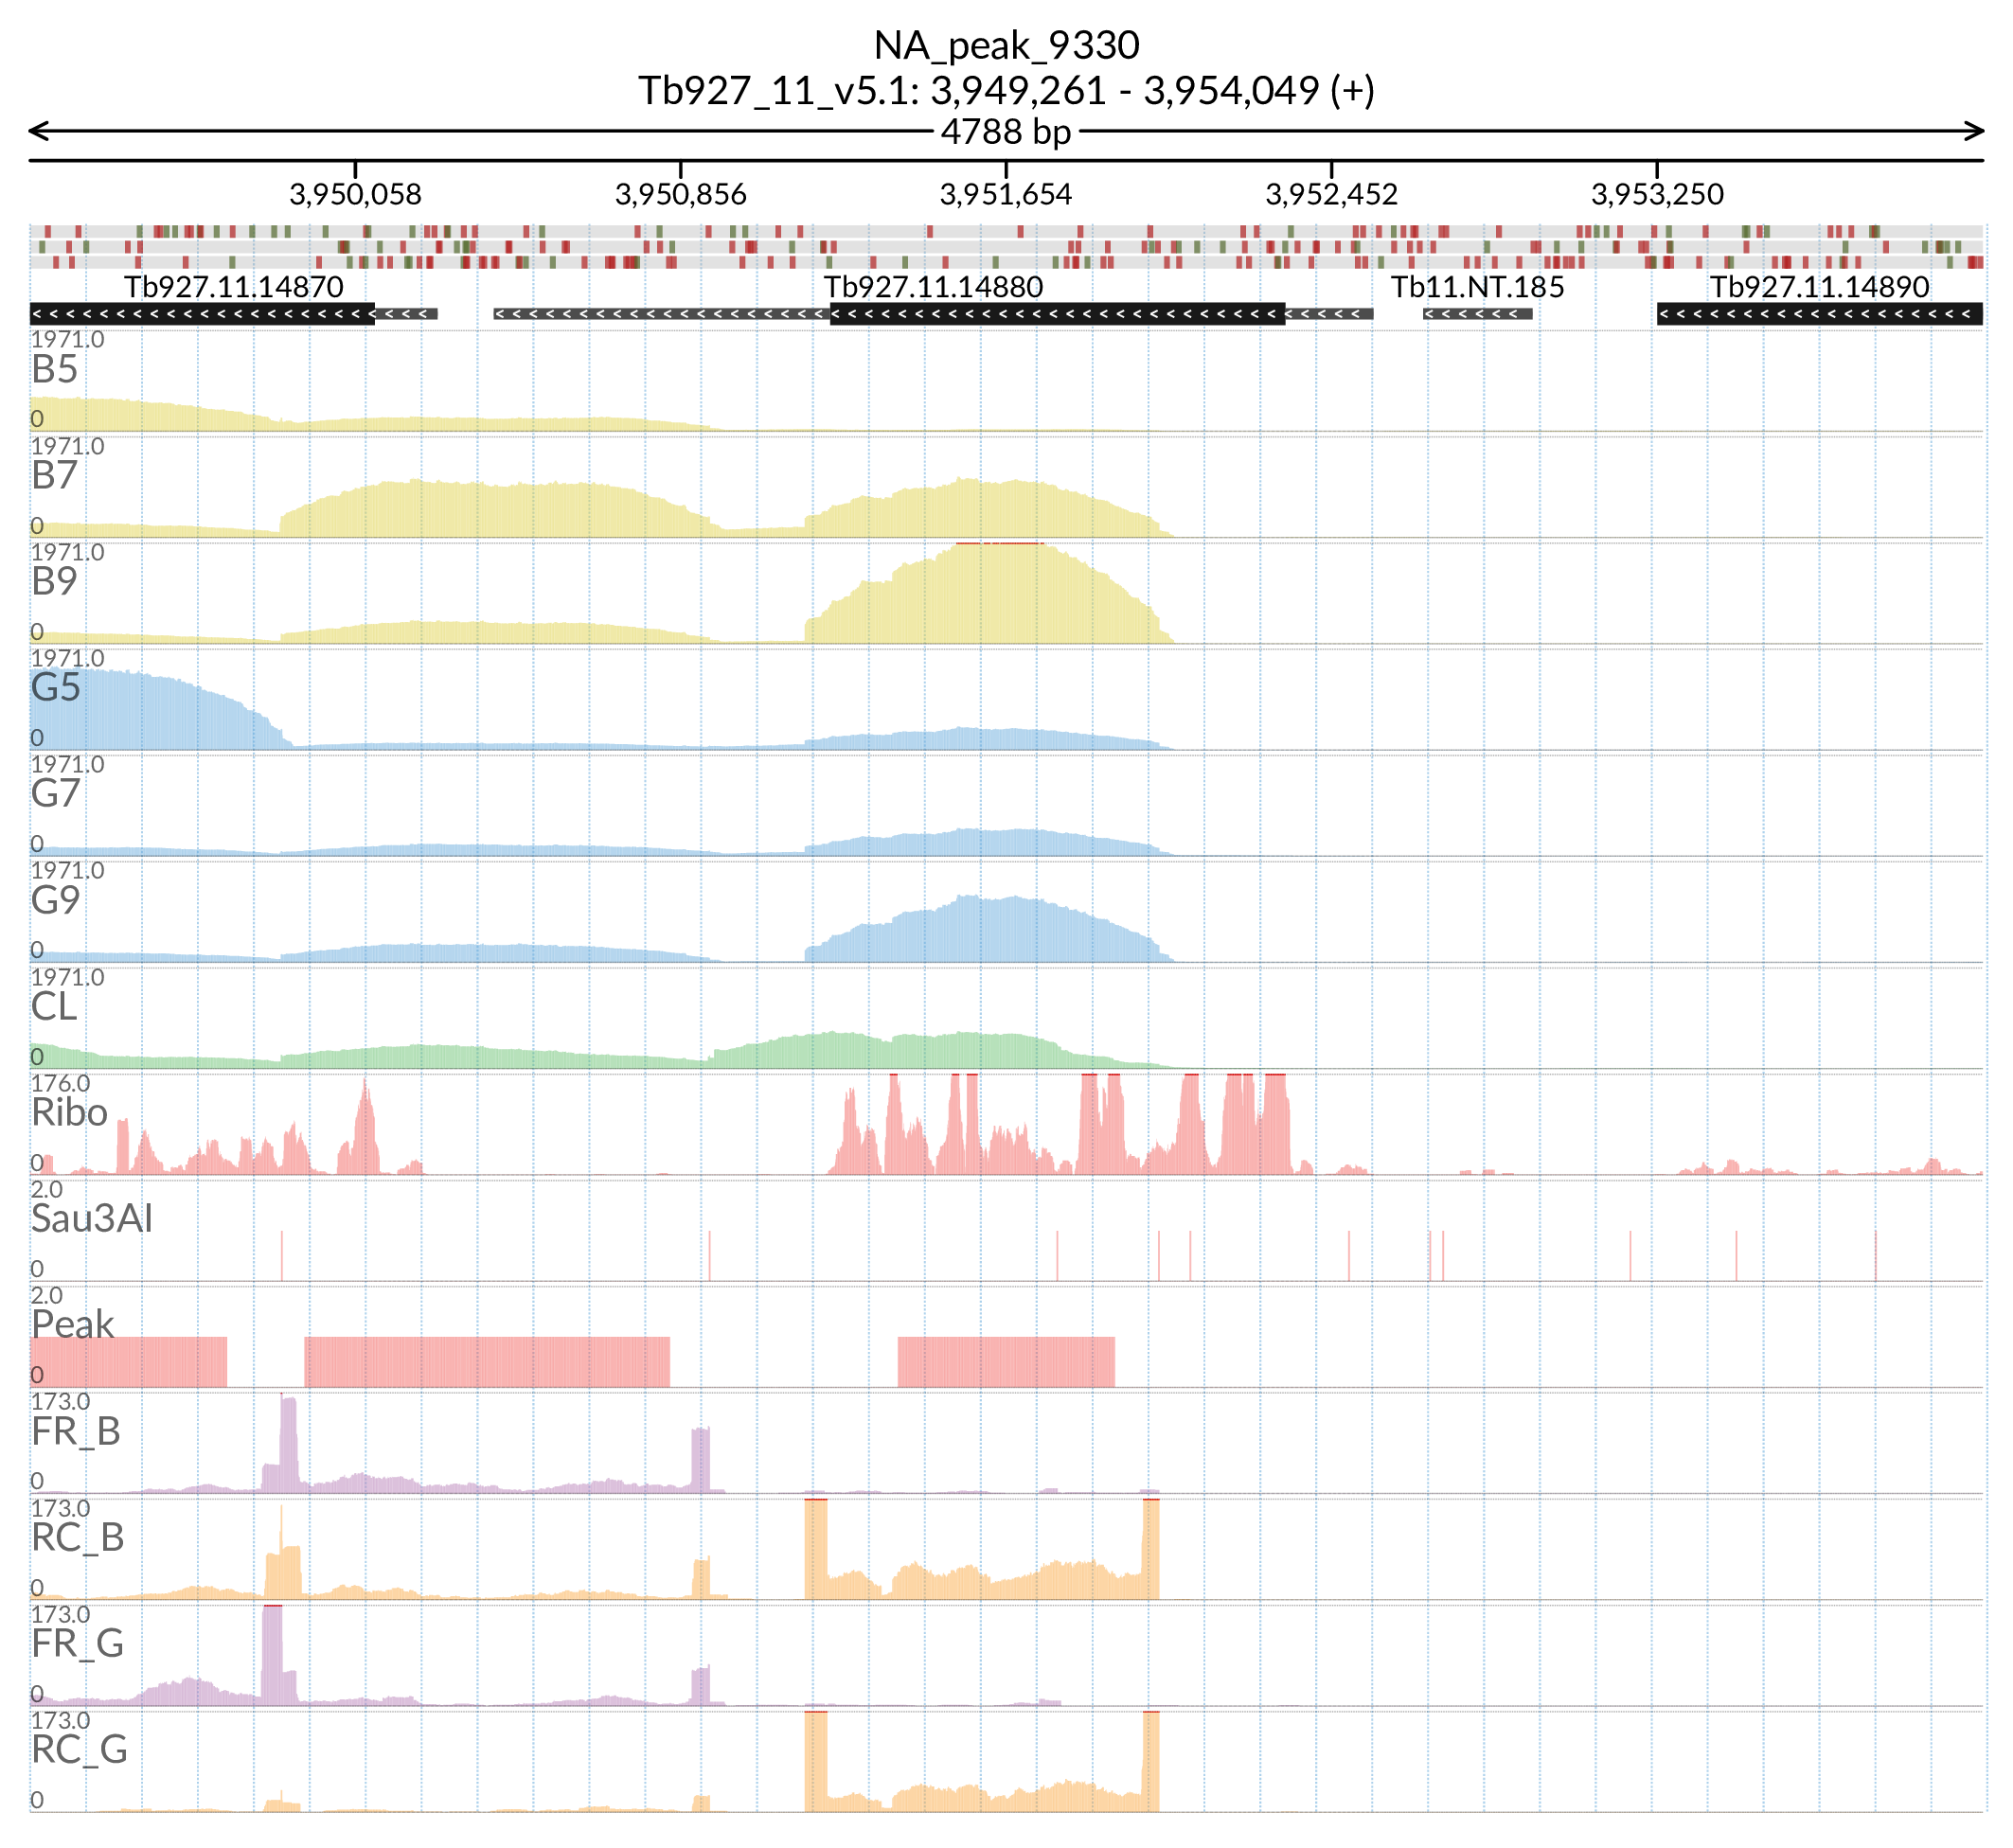 NA_peak_9330
Tb927_11_v5.1: 3,949,261 - 3,954,049 (+)
4788 bp
3,950,058 3,950,856 3,951,654 3,952,452 3,953,250
Tb927.11.14870 Tb927.11.14880 Tb11.NT.185 Tb927.11.14890
1971.0
B5
0
1971.0
B7
0
1971.0
B9
0
1971.0
G5
0
1971.0
G7
0
1971.0
G9
0
1971.0
CL
0
176.0
Ribo
0
2.0
Sau3AI
0
2.0
Peak
0
173.0
FR_B
0
173.0
RC_B
0
173.0
FR_G
0
173.0
RC_G
0